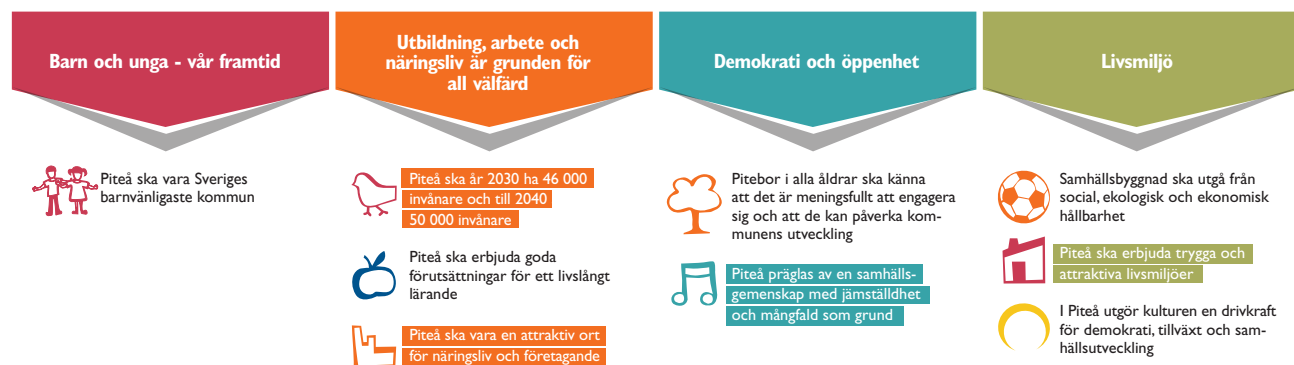 Barn och unga - vår framtid
Utbildning, arbete och
näringsliv är grunden för
all välfärd
Demokrati och öppenhet
Livsmiljö
Piteå ska vara Sveriges
barnvänligaste kommun
Piteå ska år 2030 ha 46 000
invånare och till 2040
50 000 invånare
Piteå ska erbjuda goda
förutsättningar för ett livslångt
lärande
Piteå ska vara en attraktiv ort
för näringsliv och företagande
Pitebor i alla åldrar ska känna
att det är meningsfullt att engagera
sig och att de kan påverka kom-
munens utveckling
Piteå präglas av en samhälls-
gemenskap med jämställdhet
och mångfald som grund
Samhällsbyggnad ska utgå från
social, ekologisk och ekonomisk
hållbarhet
Piteå ska erbjuda trygga och
attraktiva livsmiljöer
I Piteå utgör kulturen en drivkraft
för demokrati, tillväxt och sam-
hällsutveckling